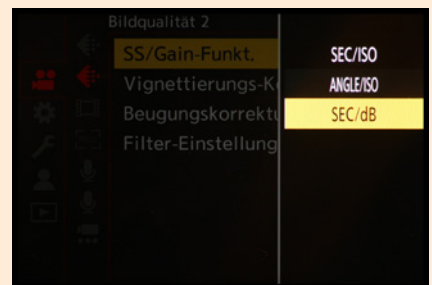 Bildqualität 2
SS/Gain-Funkt.
Vignettierungs-K
Beugungskorrektu
Filter-Einstellung
SEC/ISO
ANGLE/ISO
SEC/dB